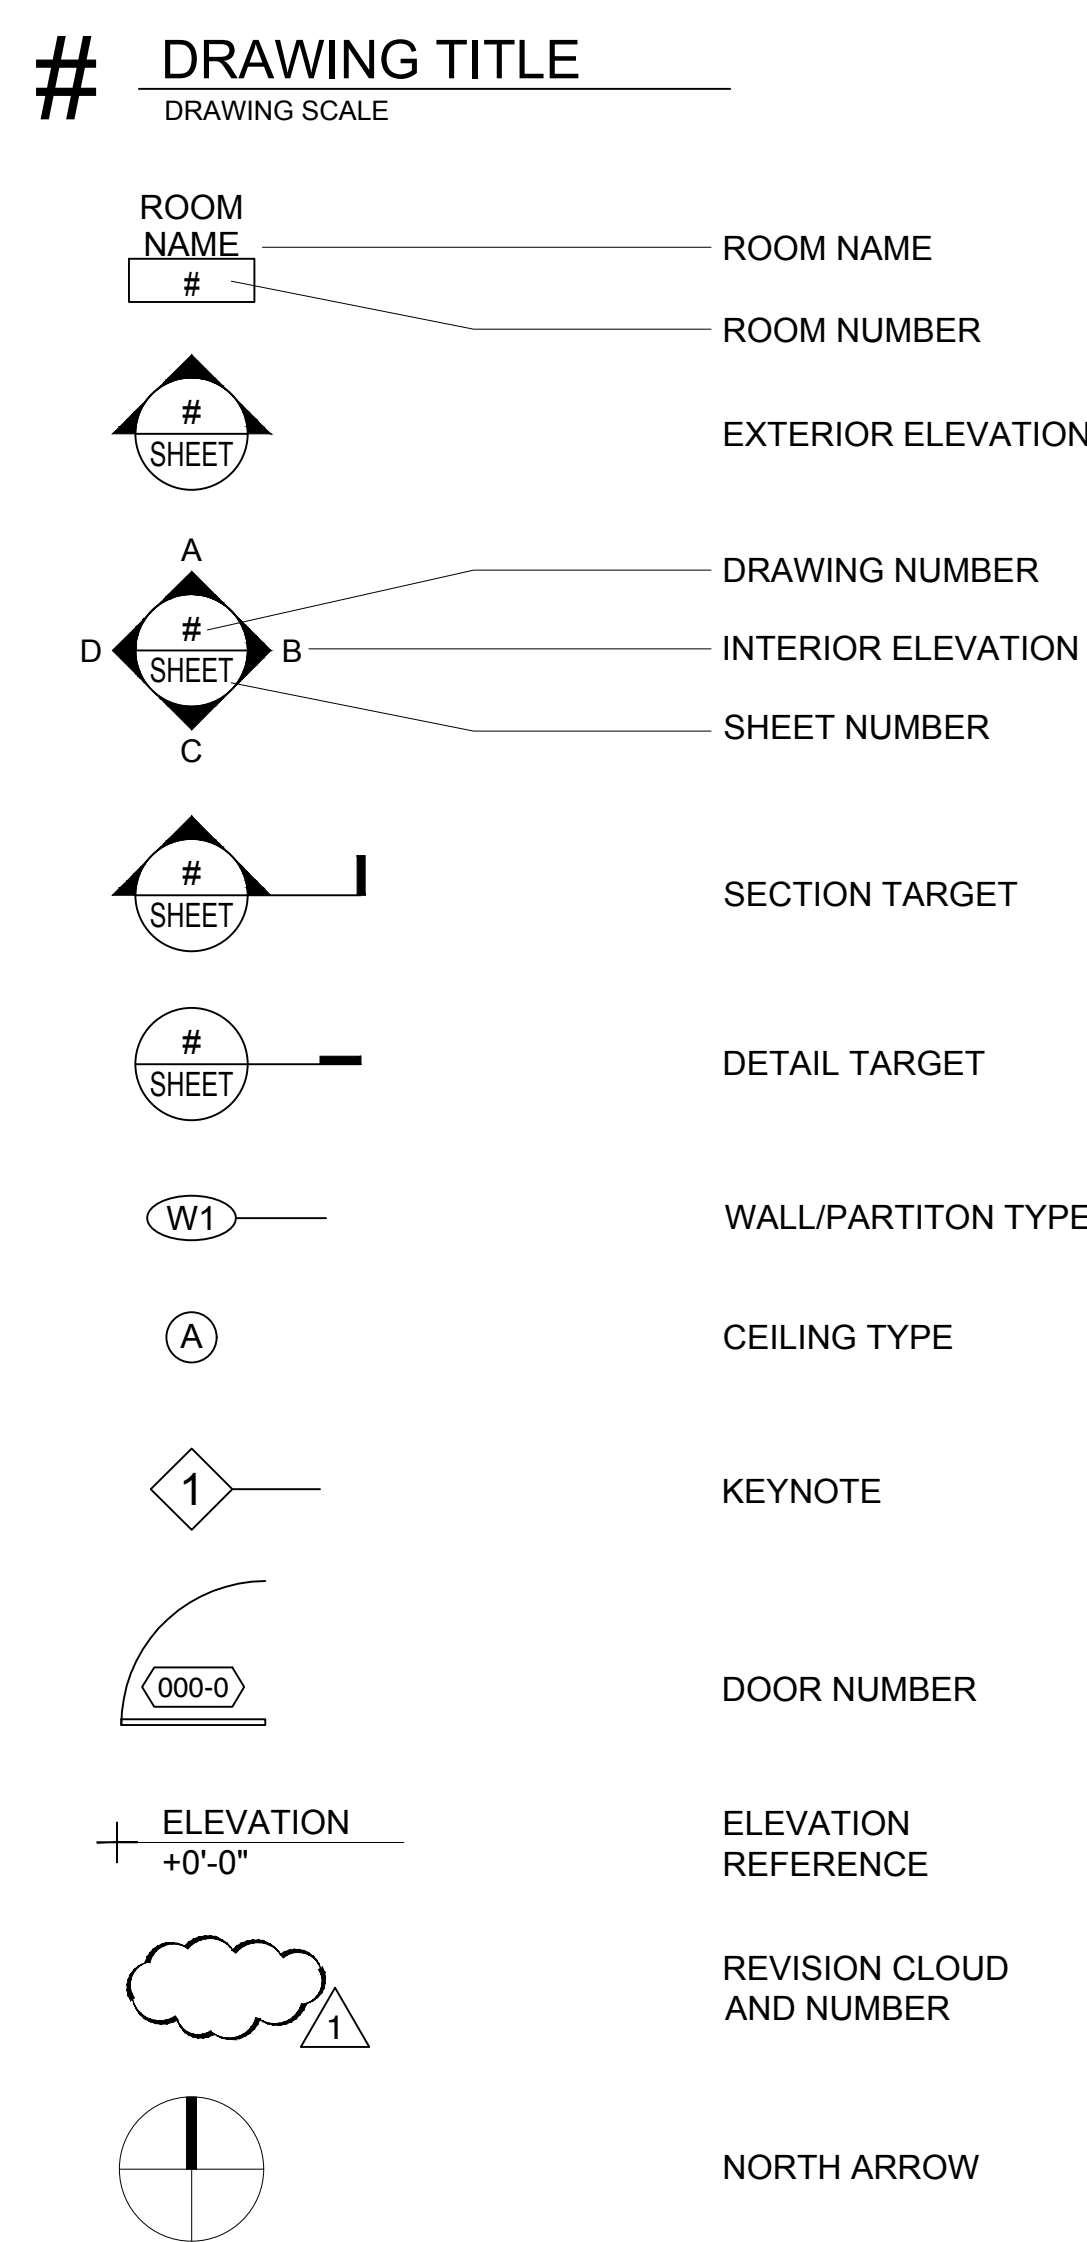 # DRAWING TITLE
DRAWING SCALE
ROOM
NAME
#
ROOM NAME
ROOM NUMBER
#
SHEET
EXTERIOR ELEVATION
A
#
SHEET
D
B
C
DRAWING NUMBER
INTERIOR ELEVATION
SHEET NUMBER
#
SHEET
SECTION TARGET
#
SHEET
DETAIL TARGET
W1
WALL/PARTITON TYPE
A
CEILING TYPE
1
KEYNOTE
000-0
DOOR NUMBER
ELEVATION
+0'-0"
ELEVATION
REFERENCE
1
REVISION CLOUD
AND NUMBER
NORTH ARROW